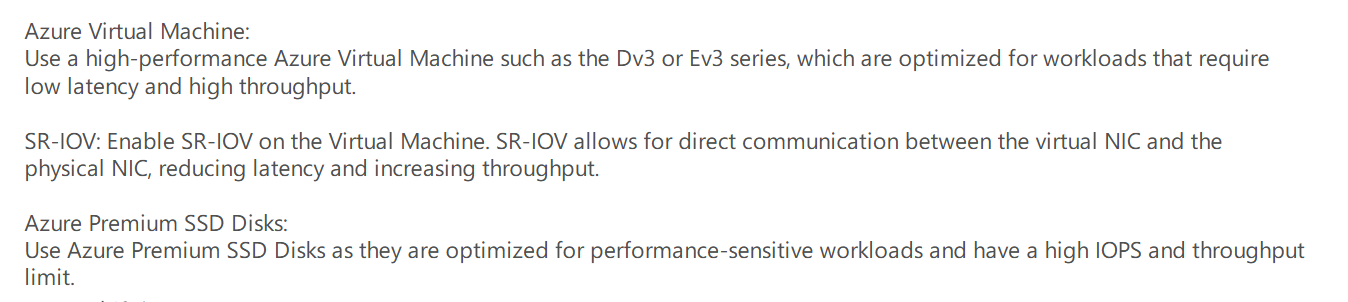 Azure Virtual Machine:
Use a high-performance Azure Virtual Machine such as the Dv3 or Ev3 series, which are optimized for workloads that require
low latency and high throughput.
SR-IOV: Enable SR-IOV on the Virtual Machine. SR-IOV allows for direct communication between the virtual NIC and the
physical NIC, reducing latency and increasing throughput.
Azure Premium SSD Disks:
Use Azure Premium SSD Disks as they are optimized for performance-sensitive workloads and have a high IOPS and throughput
limit.